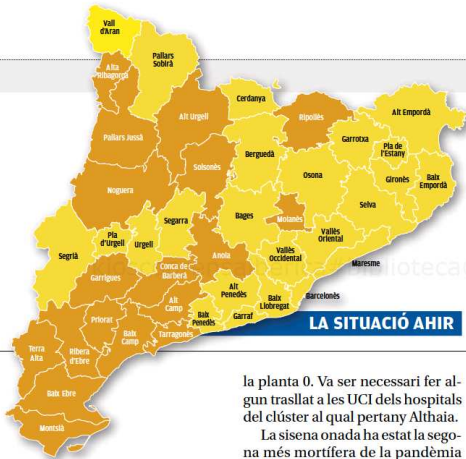 Vall
d'Aran
Pallars
Sobirà
Alta
Ribagorça
Cerdanya
Alt Urgell
Ripollès
Alt Empordà
Garrotxa
Pallars Jussà
Pla de
l'Estany
Berguedà
Solsonès
Osona
Gironès
Baix
Empordà
Noguera
Selva
Segarra
Bages
Moianès
Pla
d'Urgell
Urgell
Vallès
Oriental
Segrià
Anoia
Vallès
Occidental
Maresme
Conca de
Barberà
Garrigues
Alt
Penedès
Baix
Llobregat
Barcelonès
Alt
Camp
Priorat
Baix
Penedès
Garraf
Baix
Camp
Tarragonès
LA SITUACIÓ AHIR
Terra
Alta
Ribera
d'Ebre
Baix Ebre
Montsià
la planta 0. Va ser necessari fer al-
gun trasllat a les UCI dels hospitals
del clúster al qual pertany Althaia.
La sisena onada ha estat la sego-
na més mortífera de la pandèmia